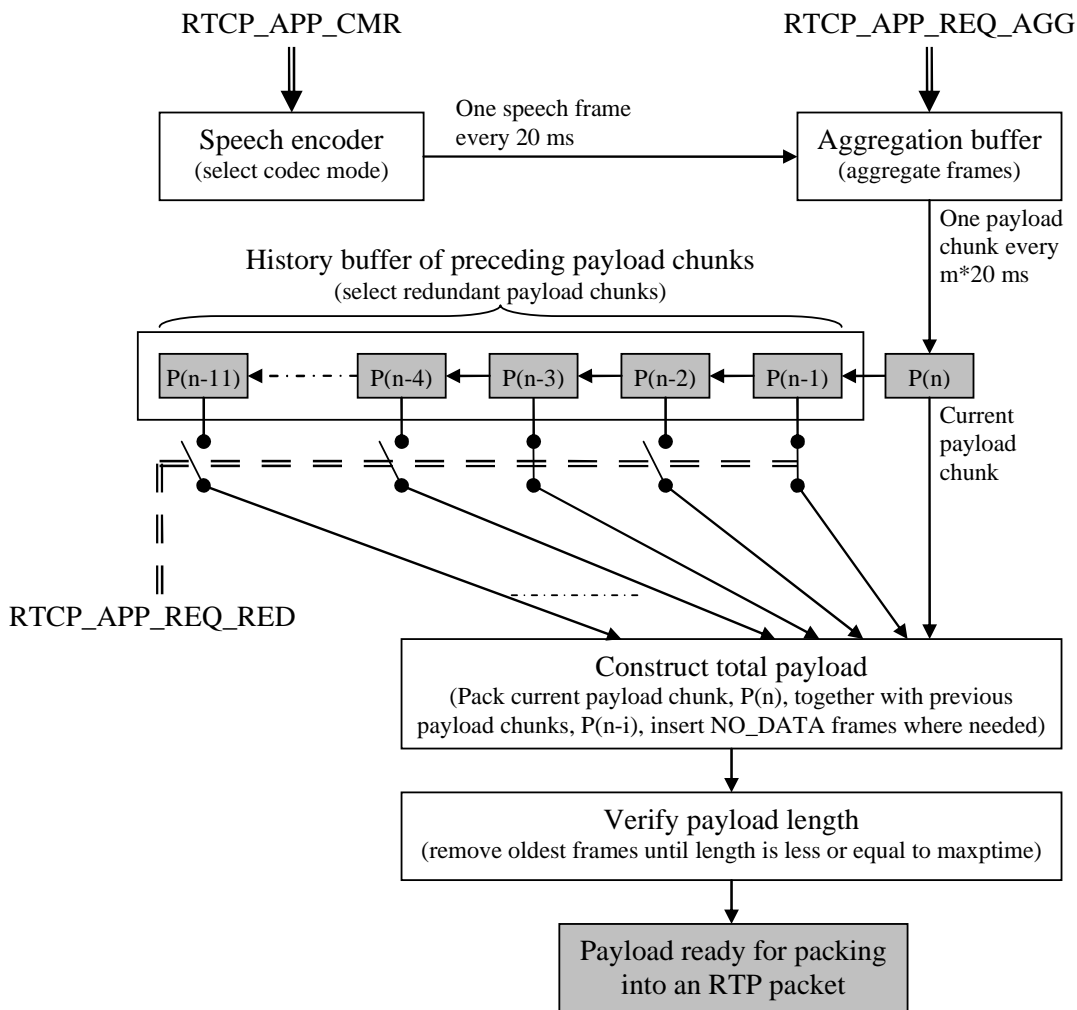 RTCP_APP_CMR
RTCP_APP_REQ_AGG
One speech frame
every 20 ms
Speech encoder
(select codec mode)
Aggregation buffer
(aggregate frames)
One payload
chunk every
m*20 ms
History buffer of preceding payload chunks
(select redundant payload chunks)
P(n-11)
P(n-4)
P(n-3)
P(n-2)
P(n-1)
P(n)
Current
payload
chunk
RTCP_APP_REQ_RED
Construct total payload
(Pack current payload chunk, P(n), together with previous
payload chunks, P(n-i), insert NO_DATA frames where needed)
Verify payload length
(remove oldest frames until length is less or equal to maxptime)
Payload ready for packing
into an RTP packet